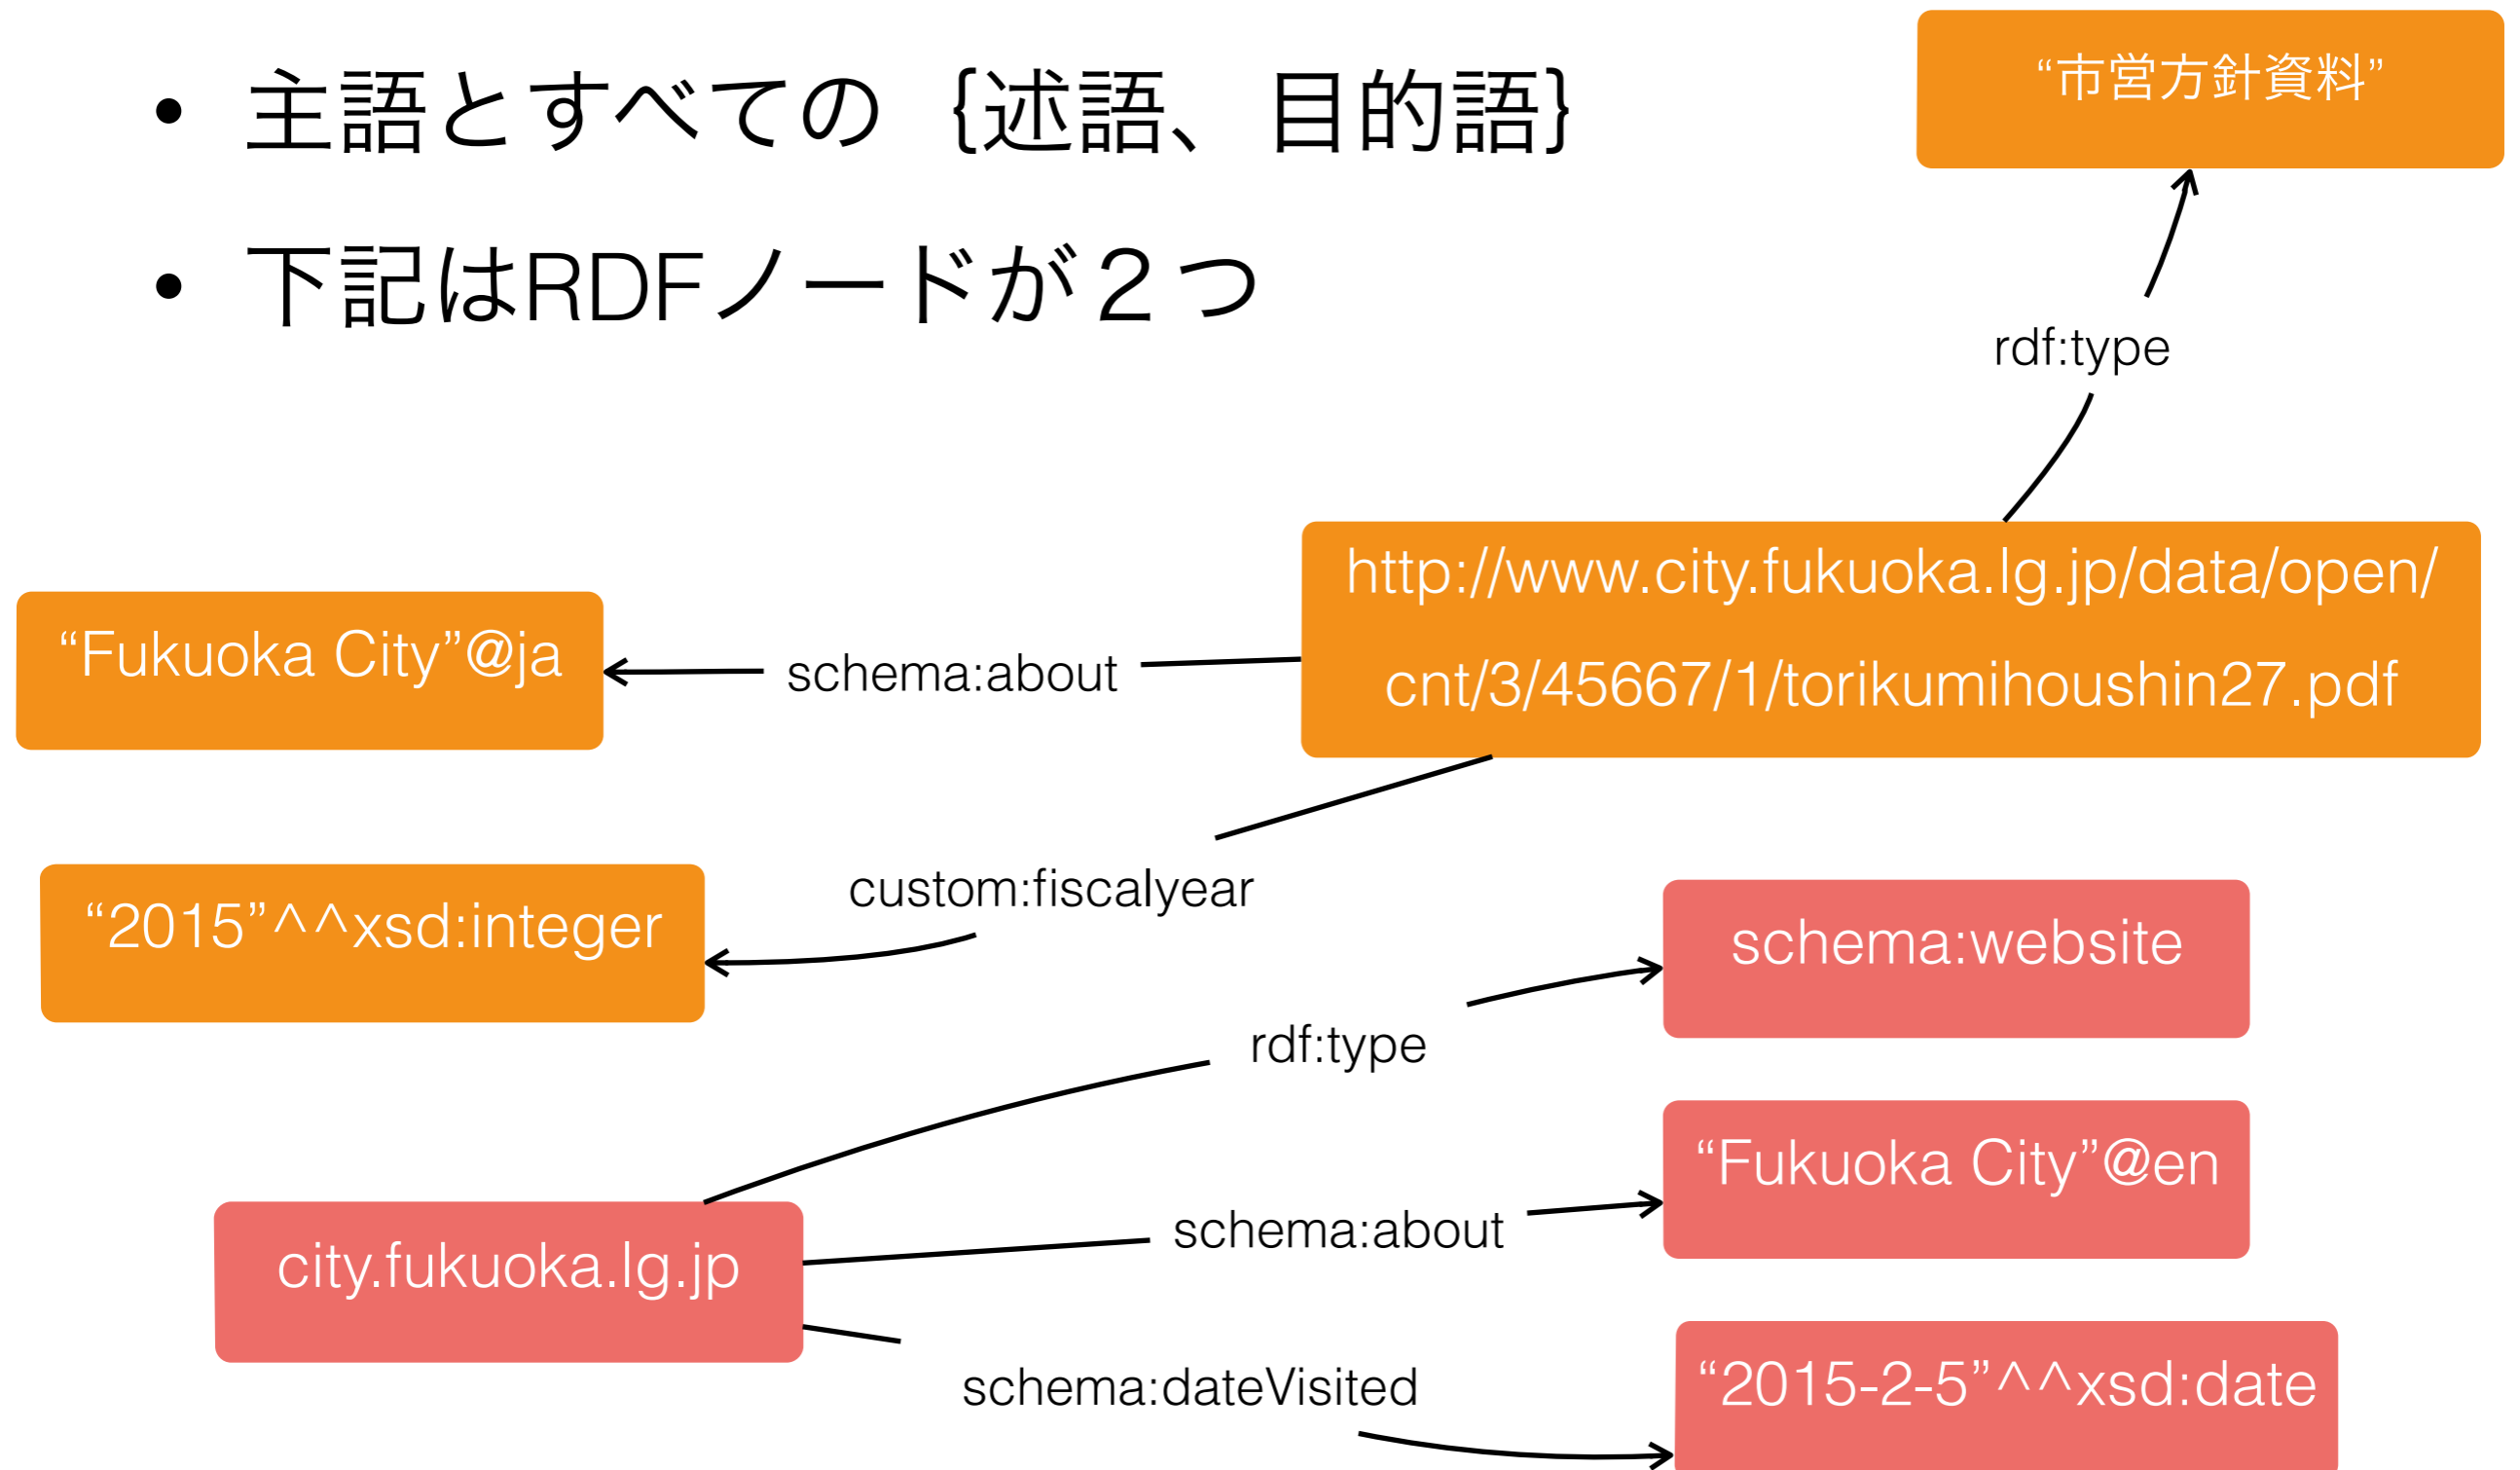 • 主語とすべての｛述語、目的語}
• 下記はRDFノードが２つ
“市営方針資料”
rdf:type
http://www.city.fukuoka.lg.jp/data/open/
cnt/3/45667/1/torikumihoushin27.pdf
“Fukuoka City”@ja
schema:about
custom:fiscalyear
“2015”^^xsd:integer
schema:website
rdf:type
“Fukuoka City”@en
schema:about
city.fukuoka.lg.jp
schema:dateVisited
“2015-2-5”^^xsd:date